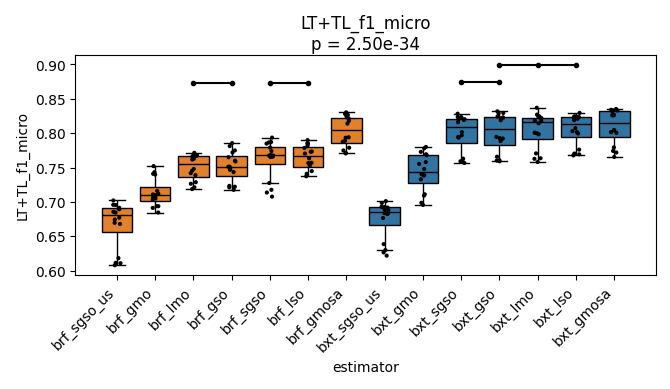 LT+TL_f1_micro
p = 2.50e-34
LT+TL_f1_micro
0.90
0.85
0.80
0.75
0.70
0.65
0.60
brf_sgso_us
brf_gmo
brf_lmo
brf_gso
brf_sgso
brf_lso
brf_gmosa
bxt_sgso_us
bxt_gmo
bxt_sgso
bxt_gso
bxt_lmo
bxt_lso
bxt_gmosa
estimator